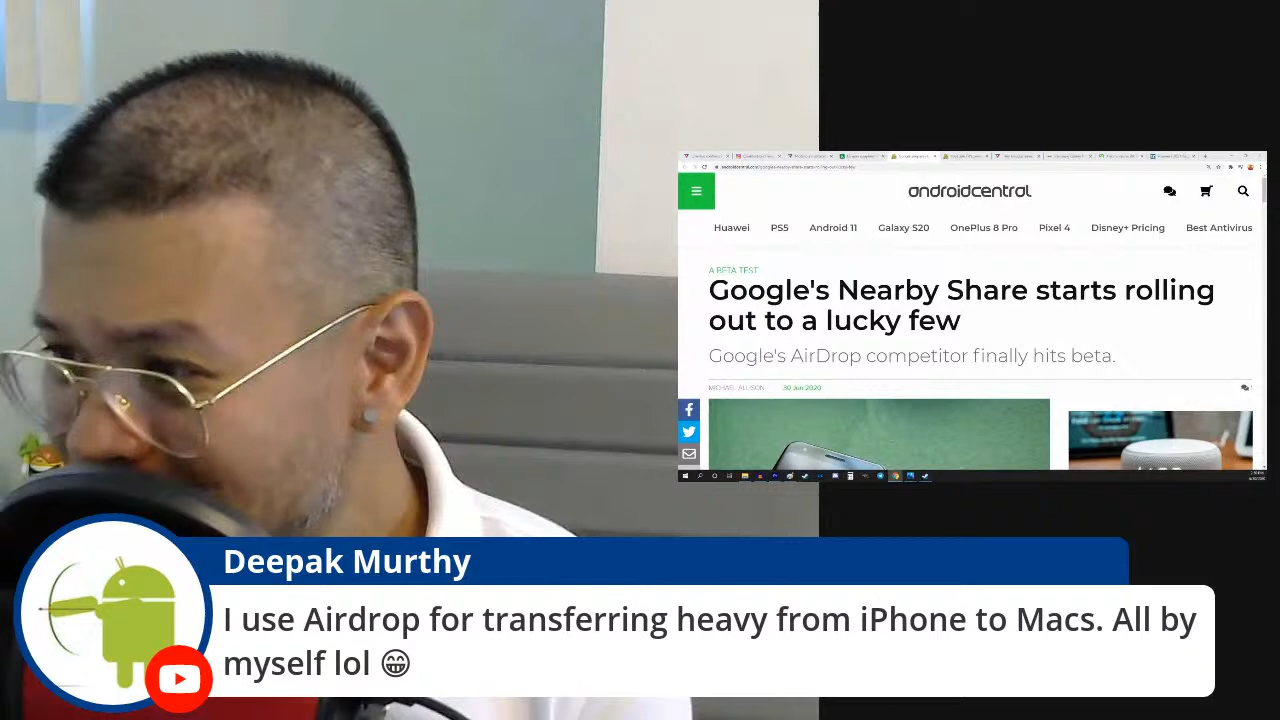 androidcentral
Huawei PS5 Android 11 Galaxy S20 OnePlus 8 Pro Pixel 4 Disney+ Pricing Best Antivirus
A BETA TEST
Google's Nearby Share starts rolling
out to a lucky few
Google's AirDrop competitor finally hits beta.
MICHAEL ALLISON 30 Jun 2020
Deepak Murthy
I use Airdrop for transferring heavy from iPhone to Macs. All by
myself lol 😁